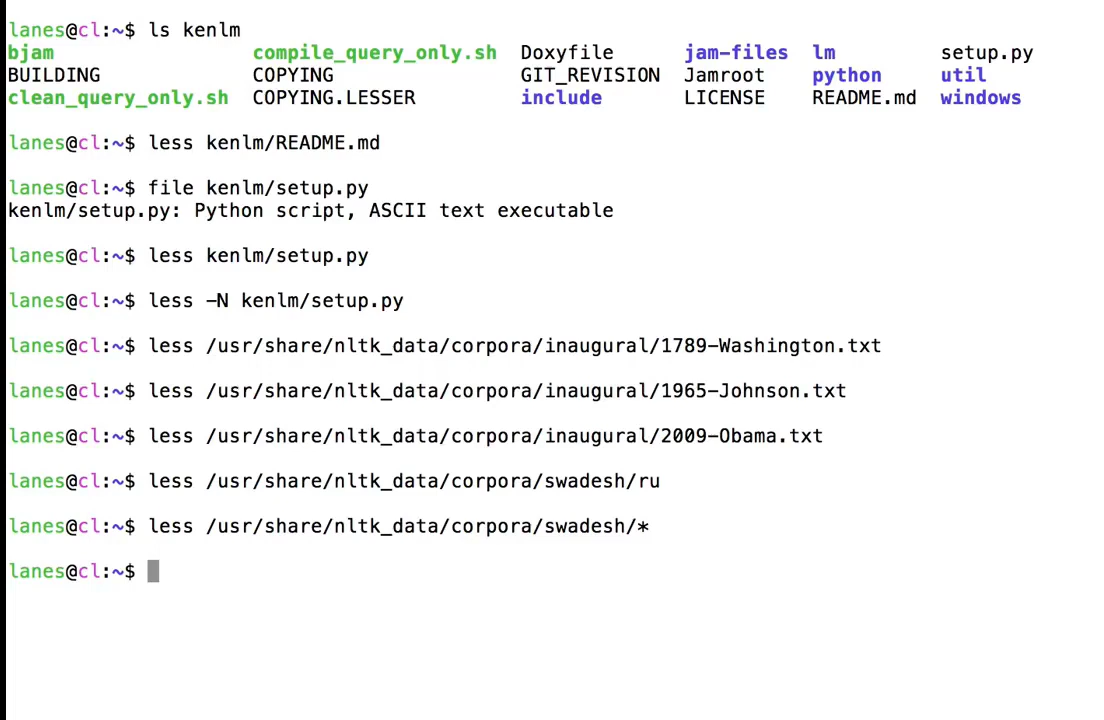 lanes@cl:~$ ls kenlm
bjam compile_query_only.sh Doxyfile jam-files lm setup.py
BUILDING COPYING GIT_REVISION Jamroot python util
clean_query_only.sh COPYING.LESSER include LICENSE README.md windows
lanes@cl:~$ less kenlm/README.md
lanes@cl:~$ file kenlm/setup.py
kenlm/setup.py: Python script, ASCII text executable
lanes@cl:~$ less kenlm/setup.py
lanes@cl:~$ less -N kenlm/setup.py
lanes@cl:~$ less /usr/share/nltk_data/corpora/inaugural/1789-Washington.txt
lanes@cl:~$ less /usr/share/nltk_data/corpora/inaugural/1965-Johnson.txt
lanes@cl:~$ less /usr/share/nltk_data/corpora/inaugural/2009-Obama.txt
lanes@cl:~$ less /usr/share/nltk_data/corpora/swadesh/ru
lanes@cl:~$ less /usr/share/nltk_data/corpora/swadesh/*
lanes@cl:~$